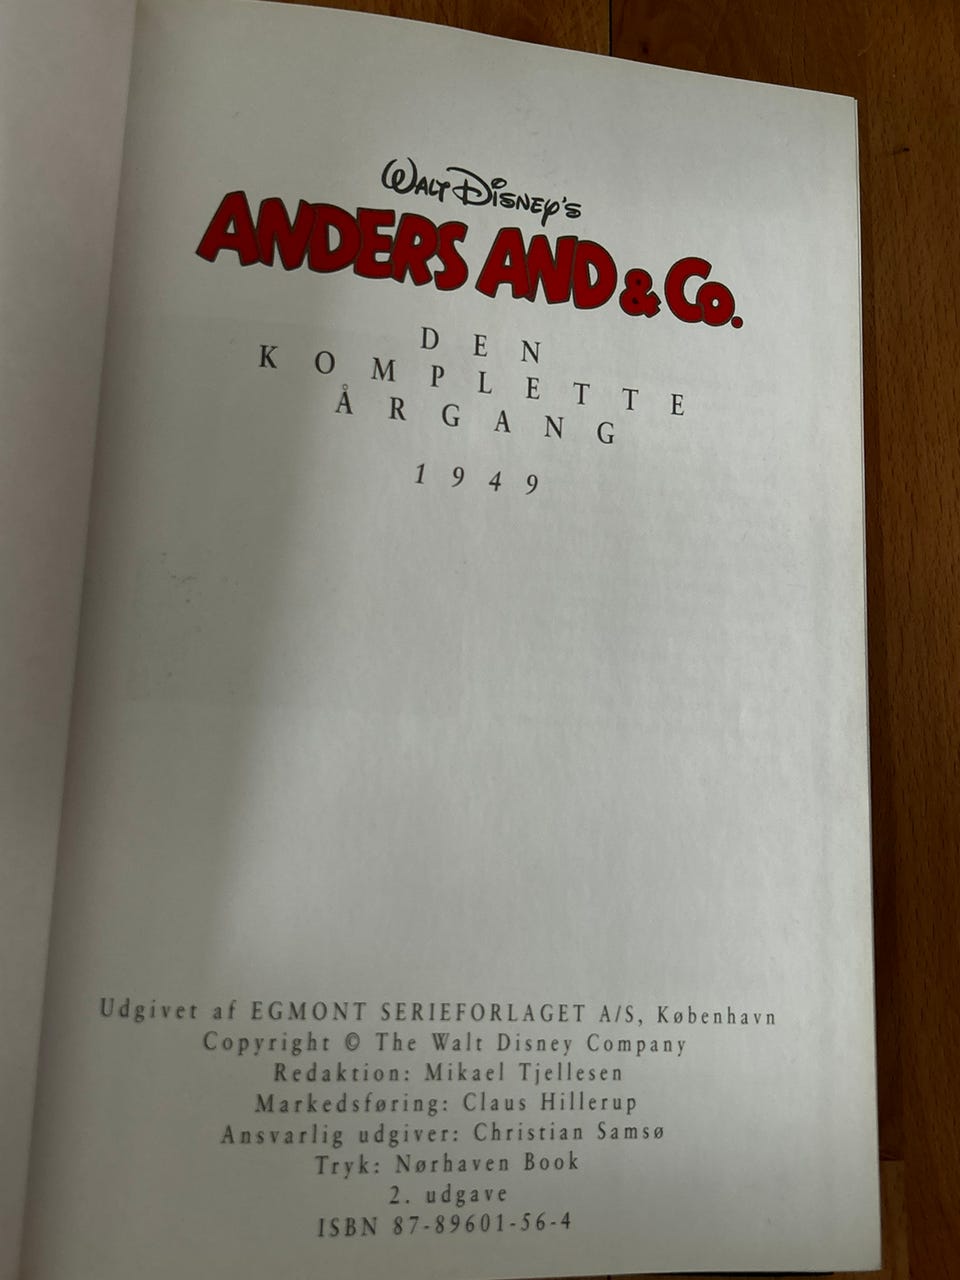 WALT DISNEY'S
ANDERS AND & CO.
DEN
KOMPLETTE
ÅRGANG
1949
Udgivet af EGMONT SERIEFORLAGET A/S, København
Copyright © The Walt Disney Company
Redaktion: Mikael Tjellesen
Markedsføring: Claus Hillerup
Ansvarlig udgiver: Christian Samsø
Tryk: Nørhaven Book
2. udgave
ISBN 87-89601-56-4